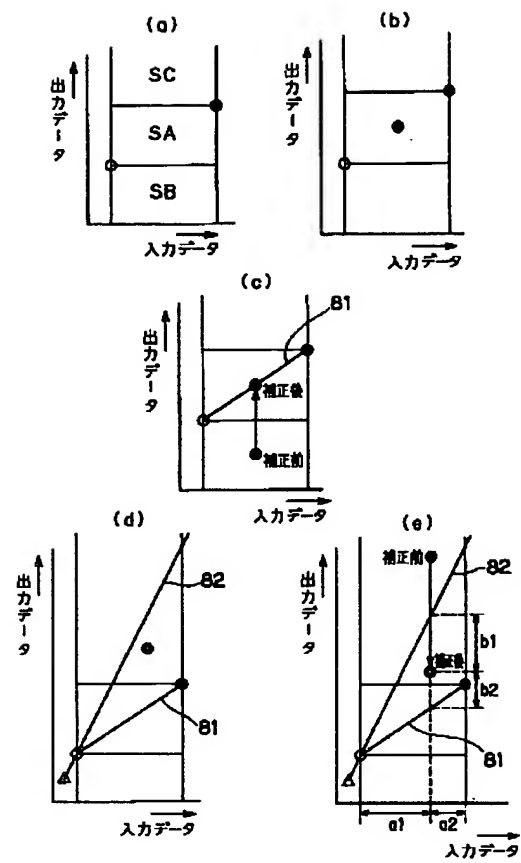 (a)
出力データ
SC
SA
SB
入力データ
(b)
出力データ
入力データ
(c)
81
出力データ
補正後
補正前
入力データ
(d)
出力データ
82
81
入力データ
(e)
出力データ
補正前
82
b1
補正後
b2
81
a1
a2
入力データ